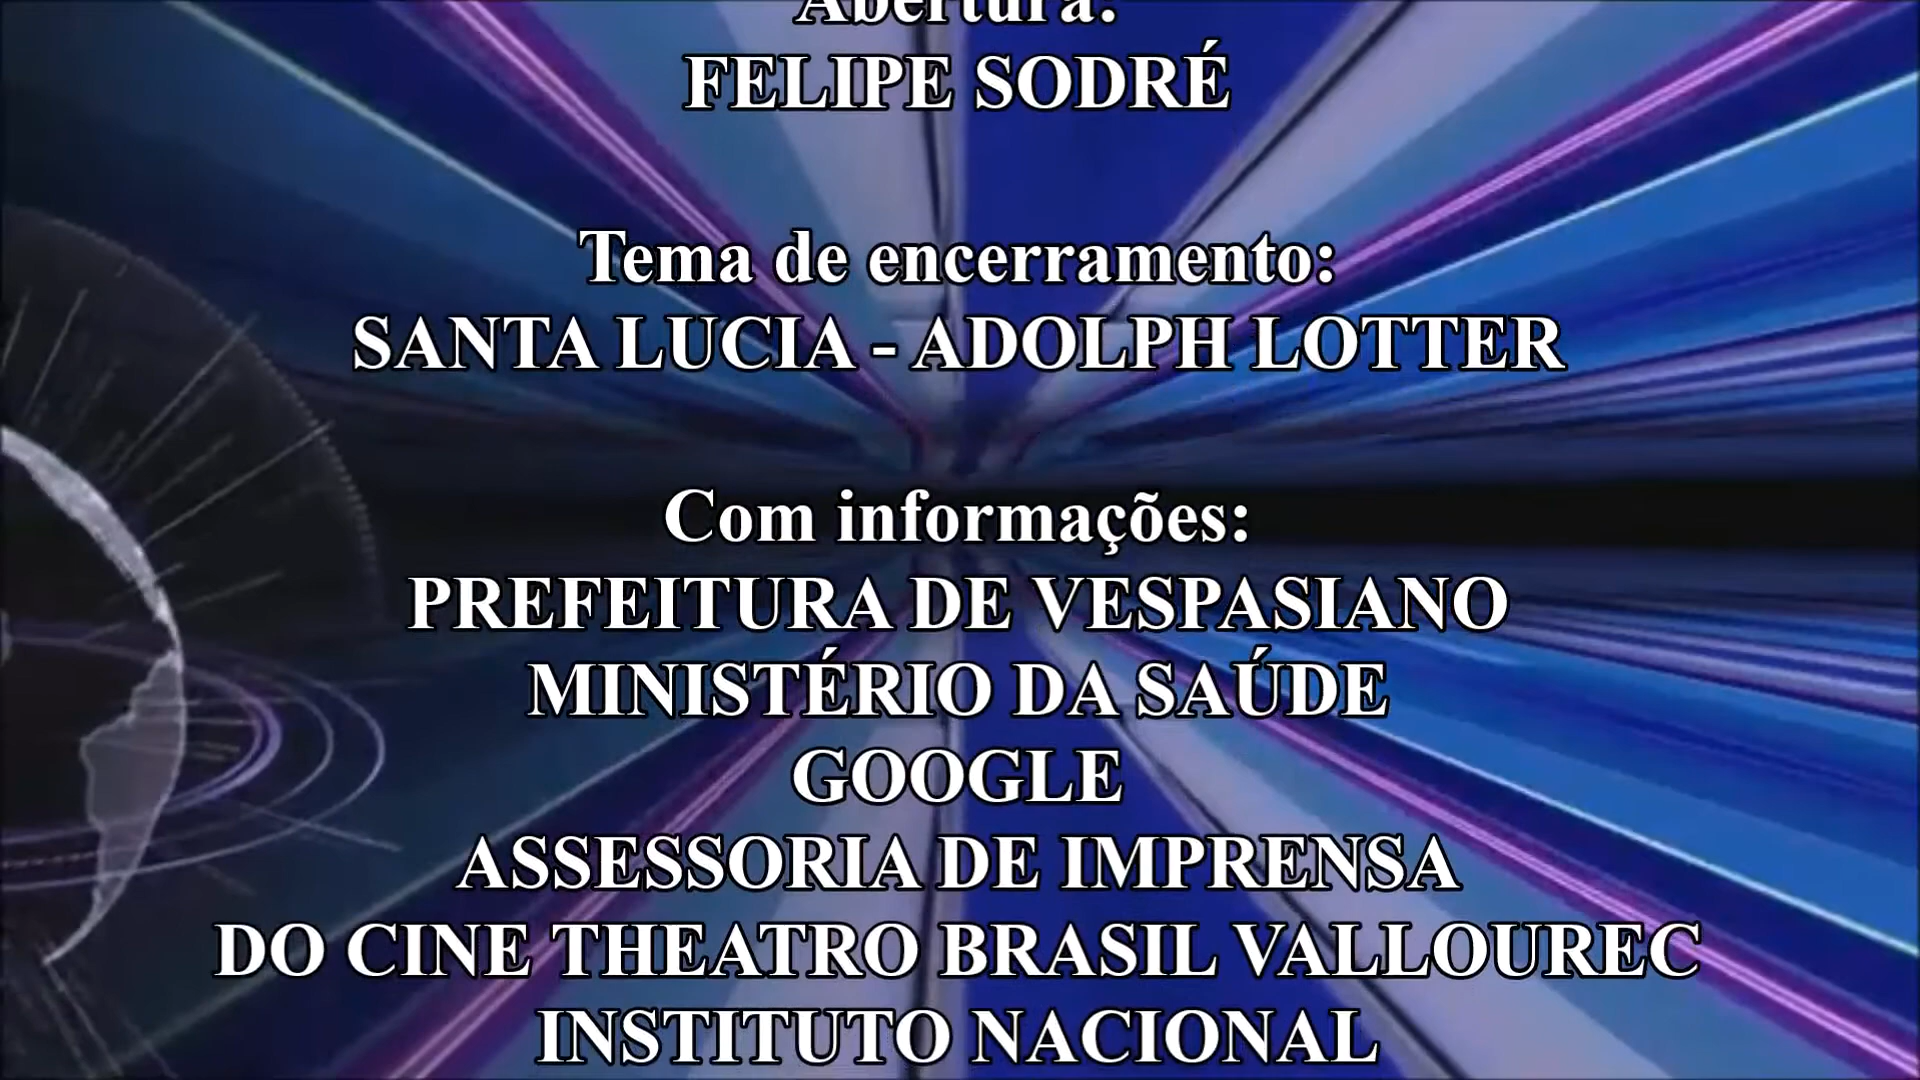 Abertura:
FELIPE SODRÉ
Tema de encerramento:
SANTA LUCIA - ADOLPH LOTTER
Com informações:
PREFEITURA DE VESPASIANO
MINISTÉRIO DA SAÚDE
GOOGLE
ASSESSORIA DE IMPRENSA
DO CINE THEATRO BRASIL VALLOUREC
INSTITUTO NACIONAL